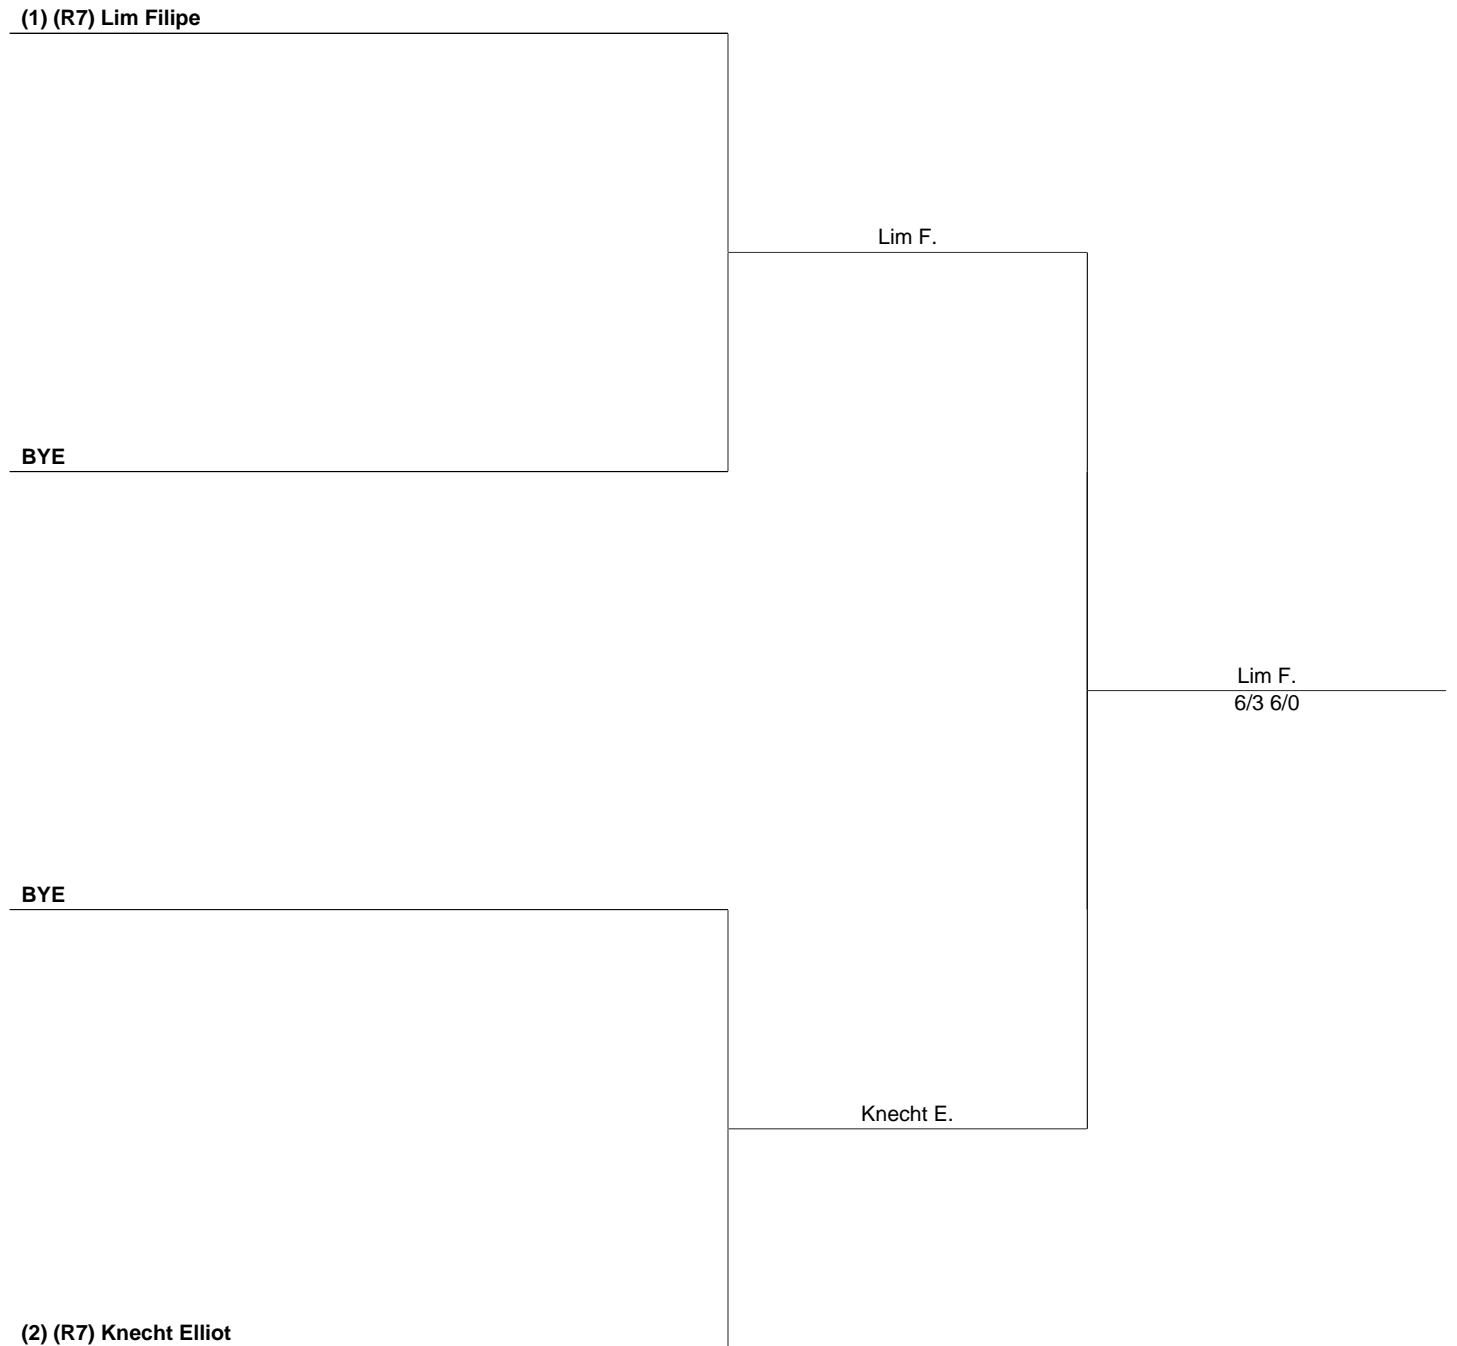 (1) (R7) Lim Filipe
Lim F.
BYE
Lim F.
6/3 6/0
BYE
Knecht E.
(2) (R7) Knecht Elliot